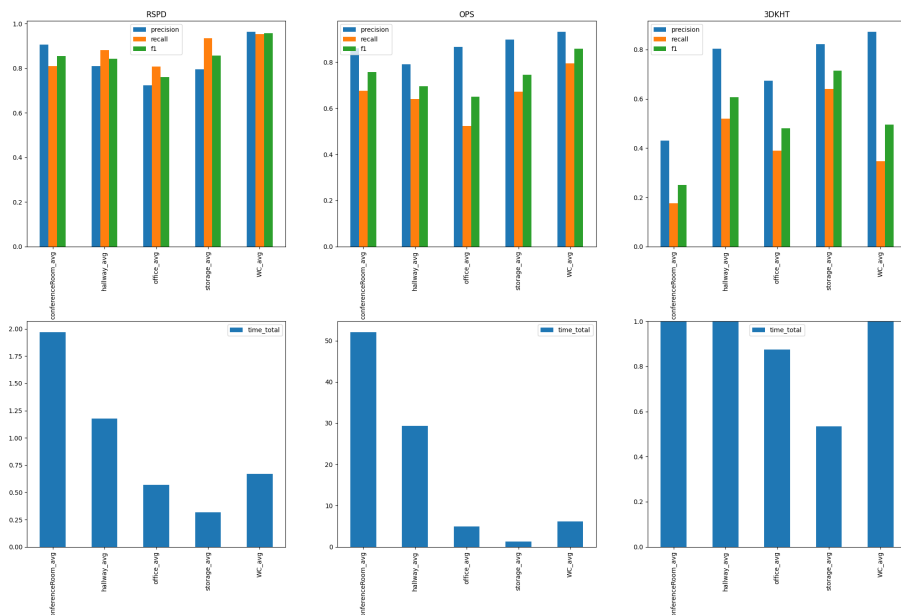 RSPD
precision
recall
f1
1.0
0.8
0.6
0.4
0.2
0.0
conferenceRoom_avg
hallway_avg
office_avg
storage_avg
WC_avg
OPS
precision
recall
f1
0.8
0.6
0.4
0.2
0.0
conferenceRoom_avg
hallway_avg
office_avg
storage_avg
WC_avg
3DKHT
precision
recall
f1
0.8
0.6
0.4
0.2
0.0
conferenceRoom_avg
hallway_avg
office_avg
storage_avg
WC_avg
time_total
2.00
1.75
1.50
1.25
1.00
0.75
0.50
0.25
0.00
conferenceRoom_avg
hallway_avg
office_avg
storage_avg
WC_avg
time_total
50
40
30
20
10
0
conferenceRoom_avg
hallway_avg
office_avg
storage_avg
WC_avg
time_total
1.0
0.8
0.6
0.4
0.2
0.0
conferenceRoom_avg
hallway_avg
office_avg
storage_avg
WC_avg